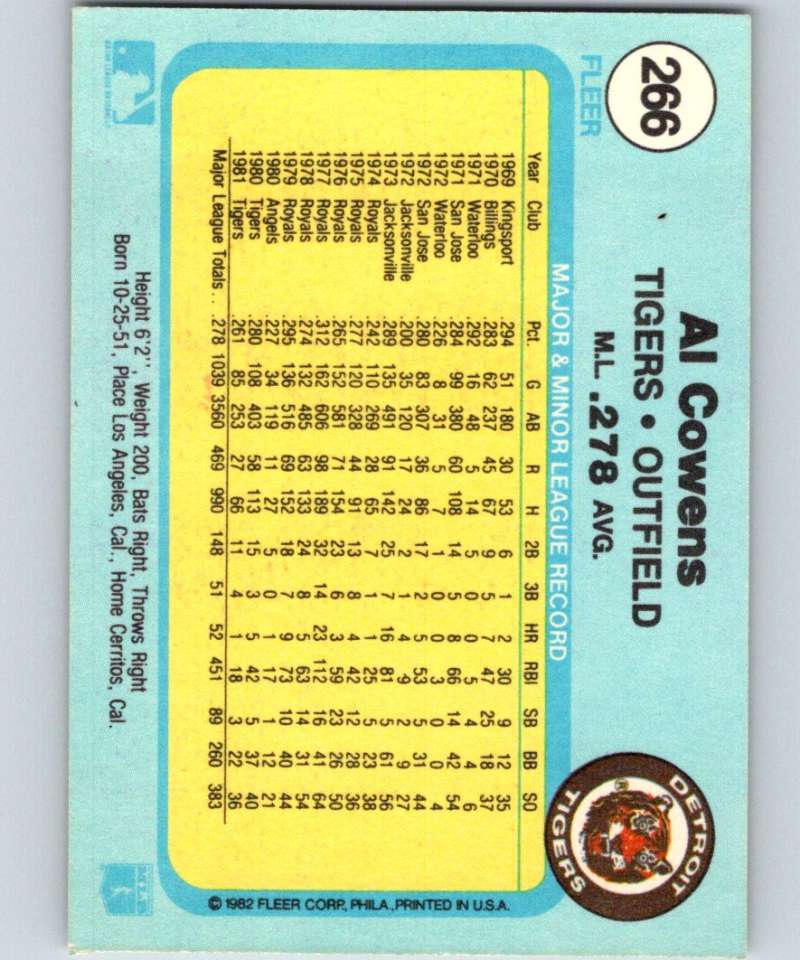 266
FLEER
Al Cowens
TIGERS • OUTFIELD
M.L. .278 AVG.
DETROIT
TIGERS
MAJOR & MINOR LEAGUE RECORD
Year Club Pct. G AB R H 2B 3B HR RBI SB BB SO
1969 Kingsport .294 51 180 30 53 6 1 2 30 9 12 35
1970 Billings .283 62 237 45 67 9 5 7 47 25 18 37
1971 Waterloo .292 16 48 5 14 5 0 0 5 4 4 6
1971 San Jose .284 99 380 60 108 14 5 8 66 14 42 54
1972 Waterloo .226 8 31 5 7 1 0 0 3 0 0 4
1972 San Jose .280 83 307 36 86 17 2 5 53 5 31 44
1972 Jacksonville .200 35 120 17 24 2 1 4 9 2 9 27
1973 Jacksonville .289 135 491 91 142 25 7 16 81 5 61 56
1974 Royals .242 110 269 28 65 7 1 1 25 5 23 38
1975 Royals .277 120 328 44 91 13 8 4 42 12 28 36
1976 Royals .265 152 581 71 154 23 6 3 59 23 26 50
1977 Royals .312 162 606 98 189 32 14 23 112 16 41 64
1978 Royals .274 132 485 63 133 24 8 5 63 14 31 54
1979 Royals .295 136 516 69 152 18 7 9 73 10 40 44
1980 Angels .227 34 119 11 27 5 0 1 17 1 12 21
1980 Tigers .280 108 403 58 113 15 3 5 42 5 37 40
1981 Tigers .261 85 253 27 66 11 4 1 18 3 22 36
Major League Totals .. .278 1039 3560 469 990 148 51 52 451 89 260 383
Height 6'2", Weight 200, Bats Right, Throws Right
Born 10-25-51, Place Los Angeles, Cal., Home Cerritos, Cal.
© 1982 FLEER CORP., PHILA., PRINTED IN U.S.A.